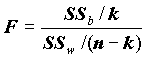 F = SS_b / k
SS_w / (n − k)